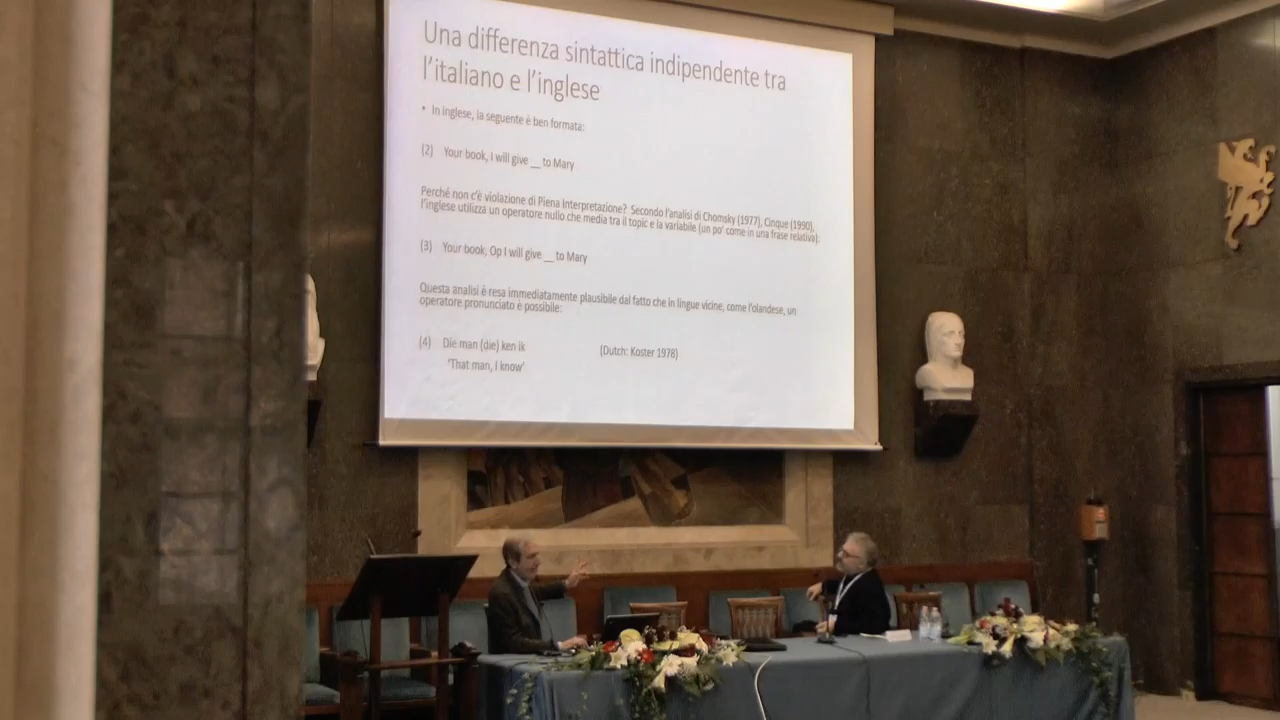 Una differenza sintattica indipendente tra
l'italiano e l'inglese
• In inglese, la seguente è ben formata:
(2) Your book, I will give __ to Mary
Perché non c'è violazione di Piena Interpretazione? Secondo l'analisi di Chomsky (1977), Cinque (1990),
l'inglese utilizza un operatore nullo che media tra il topic e la variabile (un po' come in una frase relativa):
(3) Your book, Op I will give __ to Mary
Questa analisi è resa immediatamente plausibile dal fatto che in lingue vicine, come l'olandese, un
operatore pronunciato è possibile:
(4) Die man (die) ken ik (Dutch: Koster 1978)
'That man, I know'